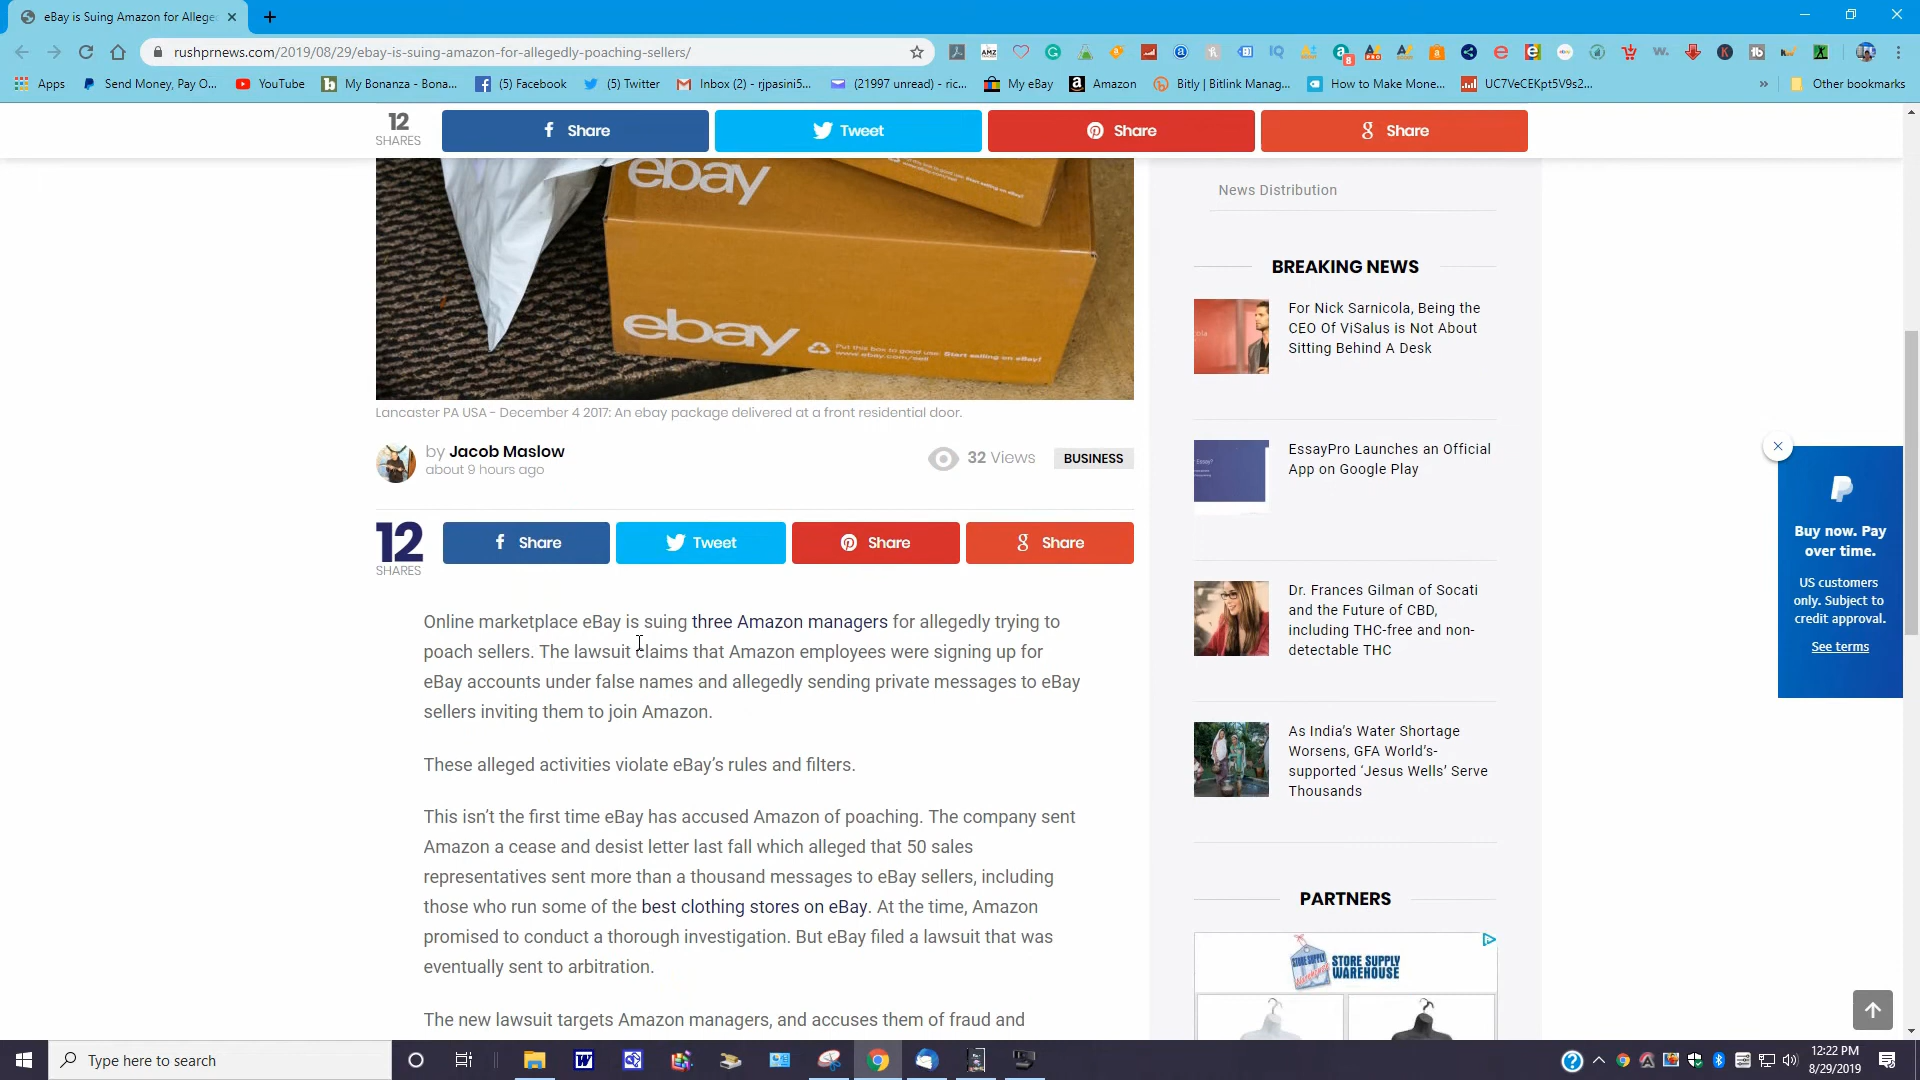 eBay is Suing Amazon for Allege
rushprnews.com/2019/08/29/ebay-is-suing-amazon-for-allegedly-poaching-sellers/
Apps
Send Money, Pay O...
YouTube
My Bonanza - Bona...
(5) Facebook
(5) Twitter
Inbox (2) - rjpasini5...
(21997 unread) - ric...
My eBay
Amazon
Bitly | Bitlink Manag...
How to Make Mone...
UC7VeCEKpt5V9s2...
»
Other bookmarks
12
SHARES
Share
Tweet
Share
Share
ebay
ebay
Put this box to good use. Start selling on eBay!
www.ebay.com/sell
Lancaster PA USA - December 4 2017: An ebay package delivered at a front residential door.
by Jacob Maslow
about 9 hours ago
32 Views
BUSINESS
12
SHARES
Share
Tweet
Share
Share
Online marketplace eBay is suing three Amazon managers for allegedly trying to
poach sellers. The lawsuit claims that Amazon employees were signing up for
eBay accounts under false names and allegedly sending private messages to eBay
sellers inviting them to join Amazon.
These alleged activities violate eBay’s rules and filters.
This isn’t the first time eBay has accused Amazon of poaching. The company sent
Amazon a cease and desist letter last fall which alleged that 50 sales
representatives sent more than a thousand messages to eBay sellers, including
those who run some of the best clothing stores on eBay. At the time, Amazon
promised to conduct a thorough investigation. But eBay filed a lawsuit that was
eventually sent to arbitration.
The new lawsuit targets Amazon managers, and accuses them of fraud and
News Distribution
BREAKING NEWS
For Nick Sarnicola, Being the
CEO Of ViSalus is Not About
Sitting Behind A Desk
EssayPro Launches an Official
App on Google Play
Dr. Frances Gilman of Socati
and the Future of CBD,
including THC-free and non-
detectable THC
As India’s Water Shortage
Worsens, GFA World’s-
supported ‘Jesus Wells’ Serve
Thousands
PARTNERS
STORE SUPPLY
WAREHOUSE
Buy now. Pay
over time.
US customers
only. Subject to
credit approval.
See terms
Type here to search
12:22 PM
8/29/2019